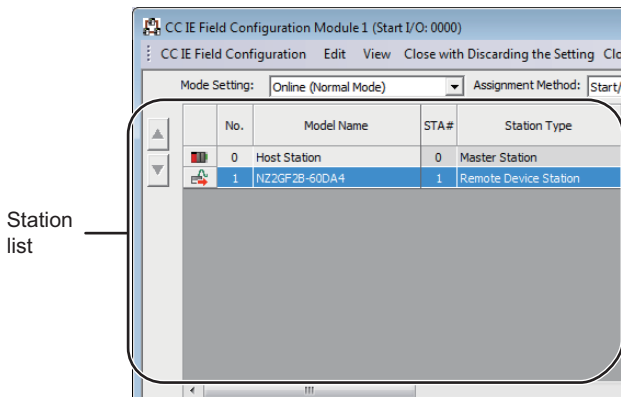 CC IE Field Configuration Module 1 (Start I/O: 0000)
CC IE Field Configuration Edit View Close with Discarding the Setting Clo
Mode Setting: Online (Normal Mode) Assignment Method: Start/
No. Model Name STA# Station Type
0 Host Station 0 Master Station
1 NZ2GF2B-60DA4 1 Remote Device Station
Station
list